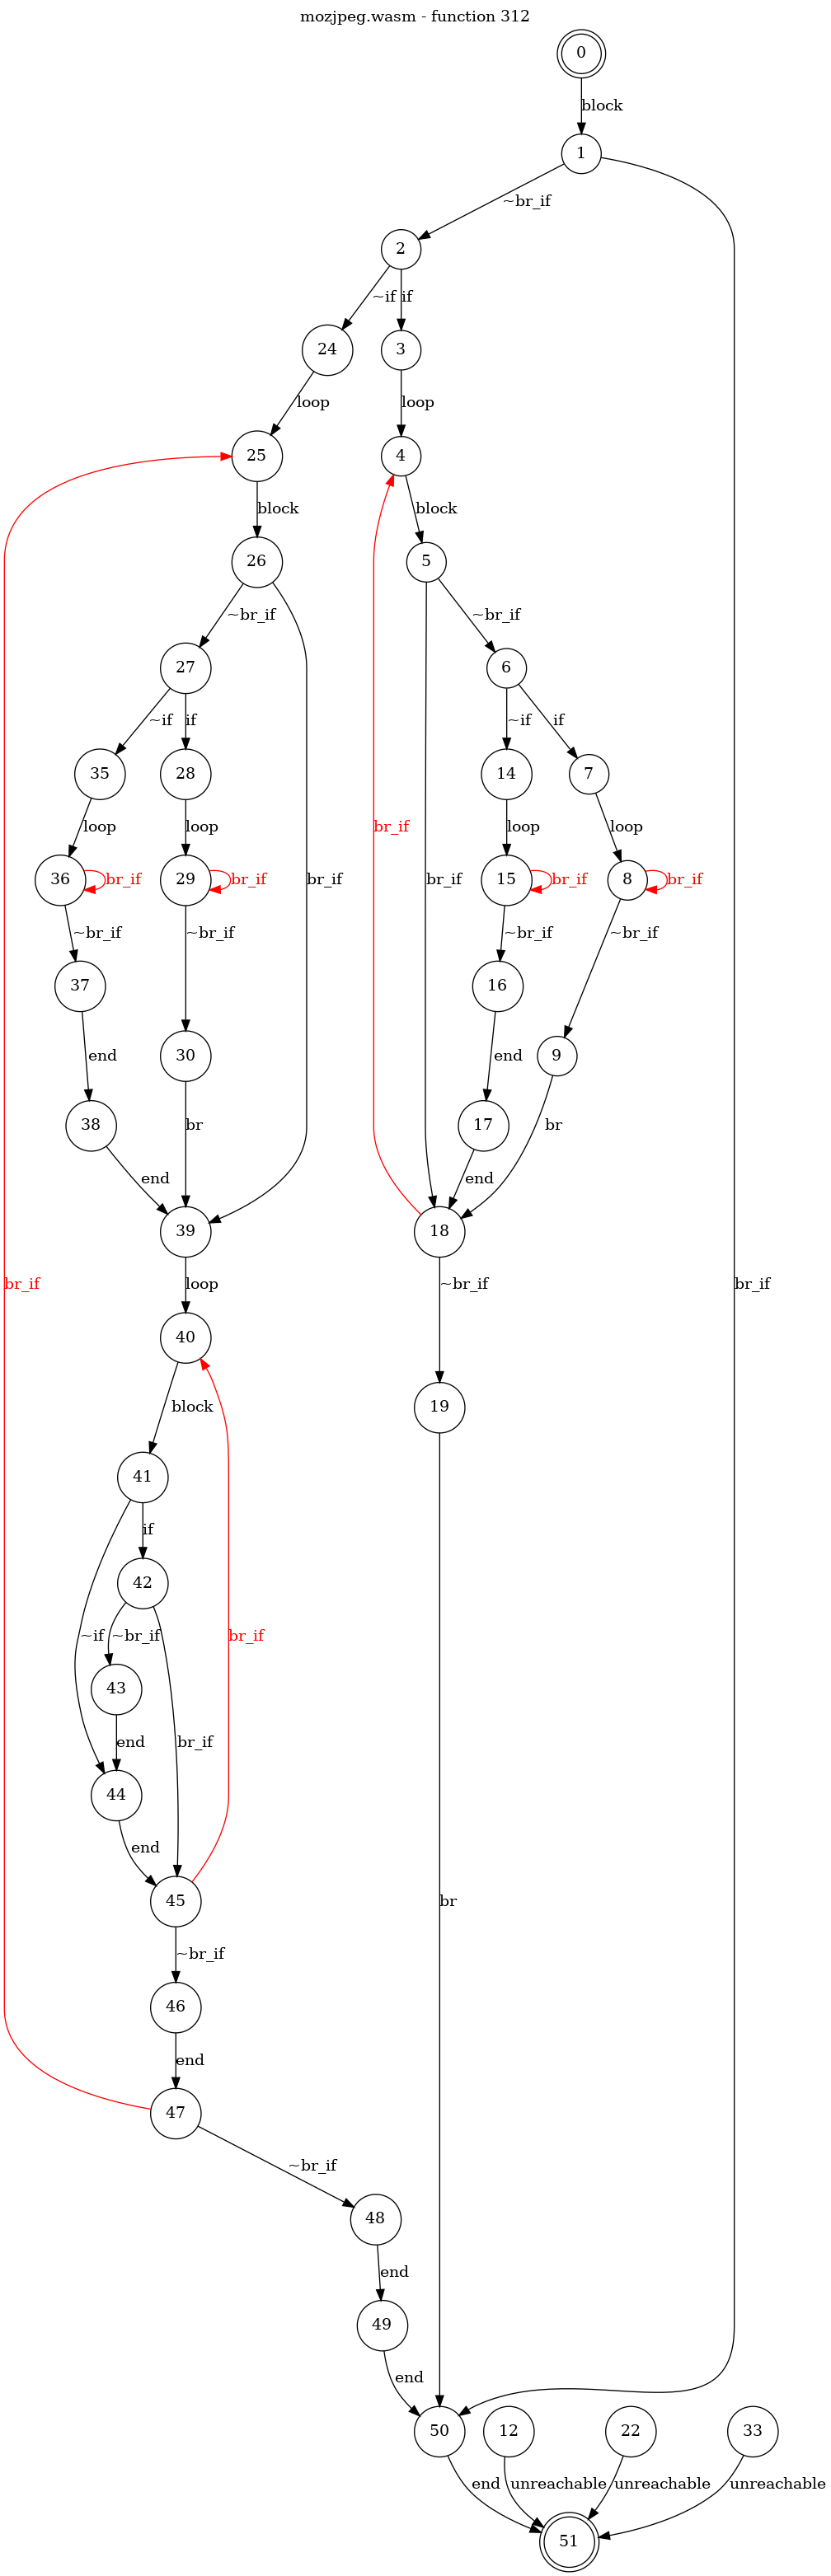 mozjpeg.wasm - function 312
0
block
1
~br_if
2
~if if
24 3
loop loop
25 4
block block
26 5
~br_if ~br_if
27 6
~if if ~if if
35 28 14 7
loop loop br_if loop loop
36 br_if 29 br_if br_if br_if 15 br_if 8 br_if
~br_if ~br_if ~br_if ~br_if
37 16
end 30 end 9
38 br 17 br
end end
39 18
br_if loop ~br_if br_if
40
block 19
41
if
42
~if ~br_if br_if br_if
43
end
44
end
45 br
~br_if
46
end
47
~br_if
48
end
49
end
50 12 22 33
end unreachable unreachable unreachable
51